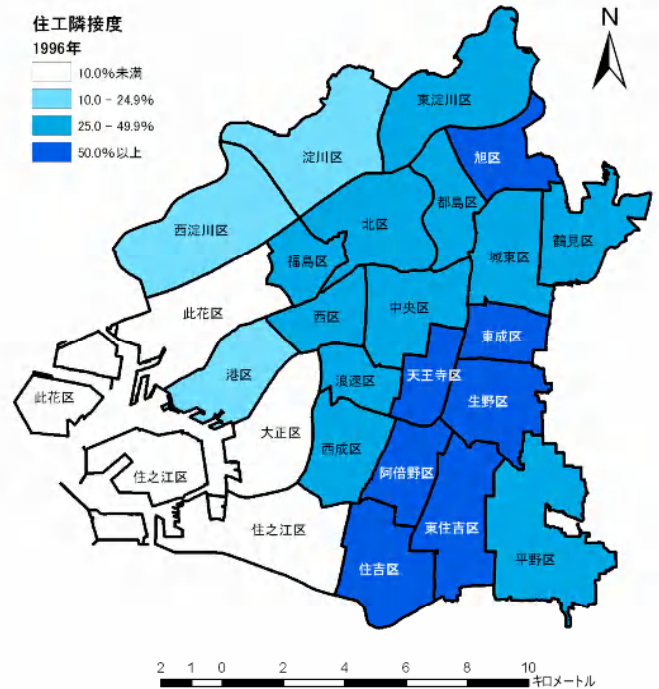 住工隣接度
1996年
10.0%未満
10.0 - 24.9%
25.0 - 49.9%
50.0%以上
N
東淀川区
淀川区
旭区
都島区
西淀川区
北区
鶴見区
城東区
福島区
此花区
西区
中央区
東成区
港区
浪速区
天王寺区
此花区
生野区
大正区
西成区
阿倍野区
住之江区
住之江区
東住吉区
平野区
住吉区
2 1 0 2 4 6 8 10
キロメートル